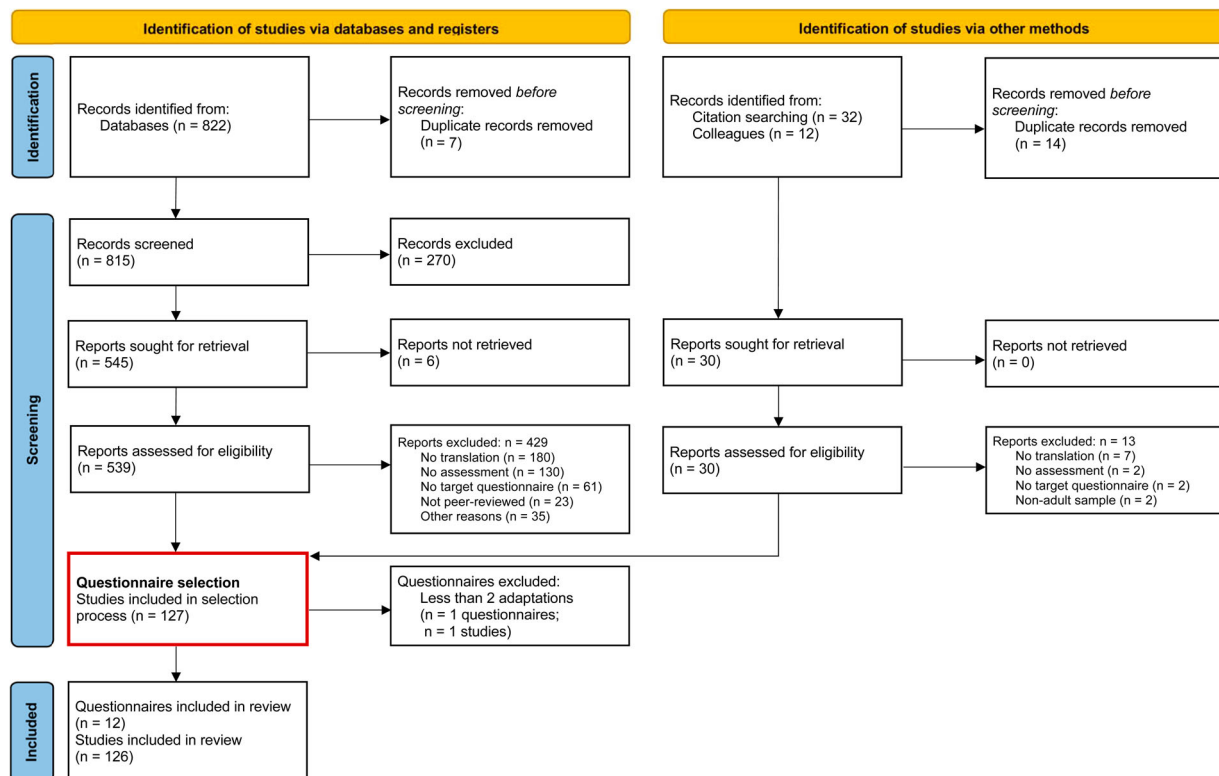 Identification of studies via databases and registers
Identification of studies via other methods
Identification
Records identified from:
Databases (n = 822)
Records removed before
screening:
Duplicate records removed
(n = 7)
Records identified from:
Citation searching (n = 32)
Colleagues (n = 12)
Records removed before
screening:
Duplicate records removed
(n = 14)
Screening
Records screened
(n = 815)
Records excluded
(n = 270)
Reports sought for retrieval
(n = 545)
Reports not retrieved
(n = 6)
Reports sought for retrieval
(n = 30)
Reports not retrieved
(n = 0)
Reports assessed for eligibility
(n = 539)
Reports excluded: n = 429
No translation (n = 180)
No assessment (n = 130)
No target questionnaire (n = 61)
Not peer-reviewed (n = 23)
Other reasons (n = 35)
Reports assessed for eligibility
(n = 30)
Reports excluded: n = 13
No translation (n = 7)
No assessment (n = 2)
No target questionnaire (n = 2)
Non-adult sample (n = 2)
Questionnaire selection
Studies included in selection
process (n = 127)
Questionnaires excluded:
Less than 2 adaptations
(n = 1 questionnaires;
n = 1 studies)
Included
Questionnaires included in review
(n = 12)
Studies included in review
(n = 126)